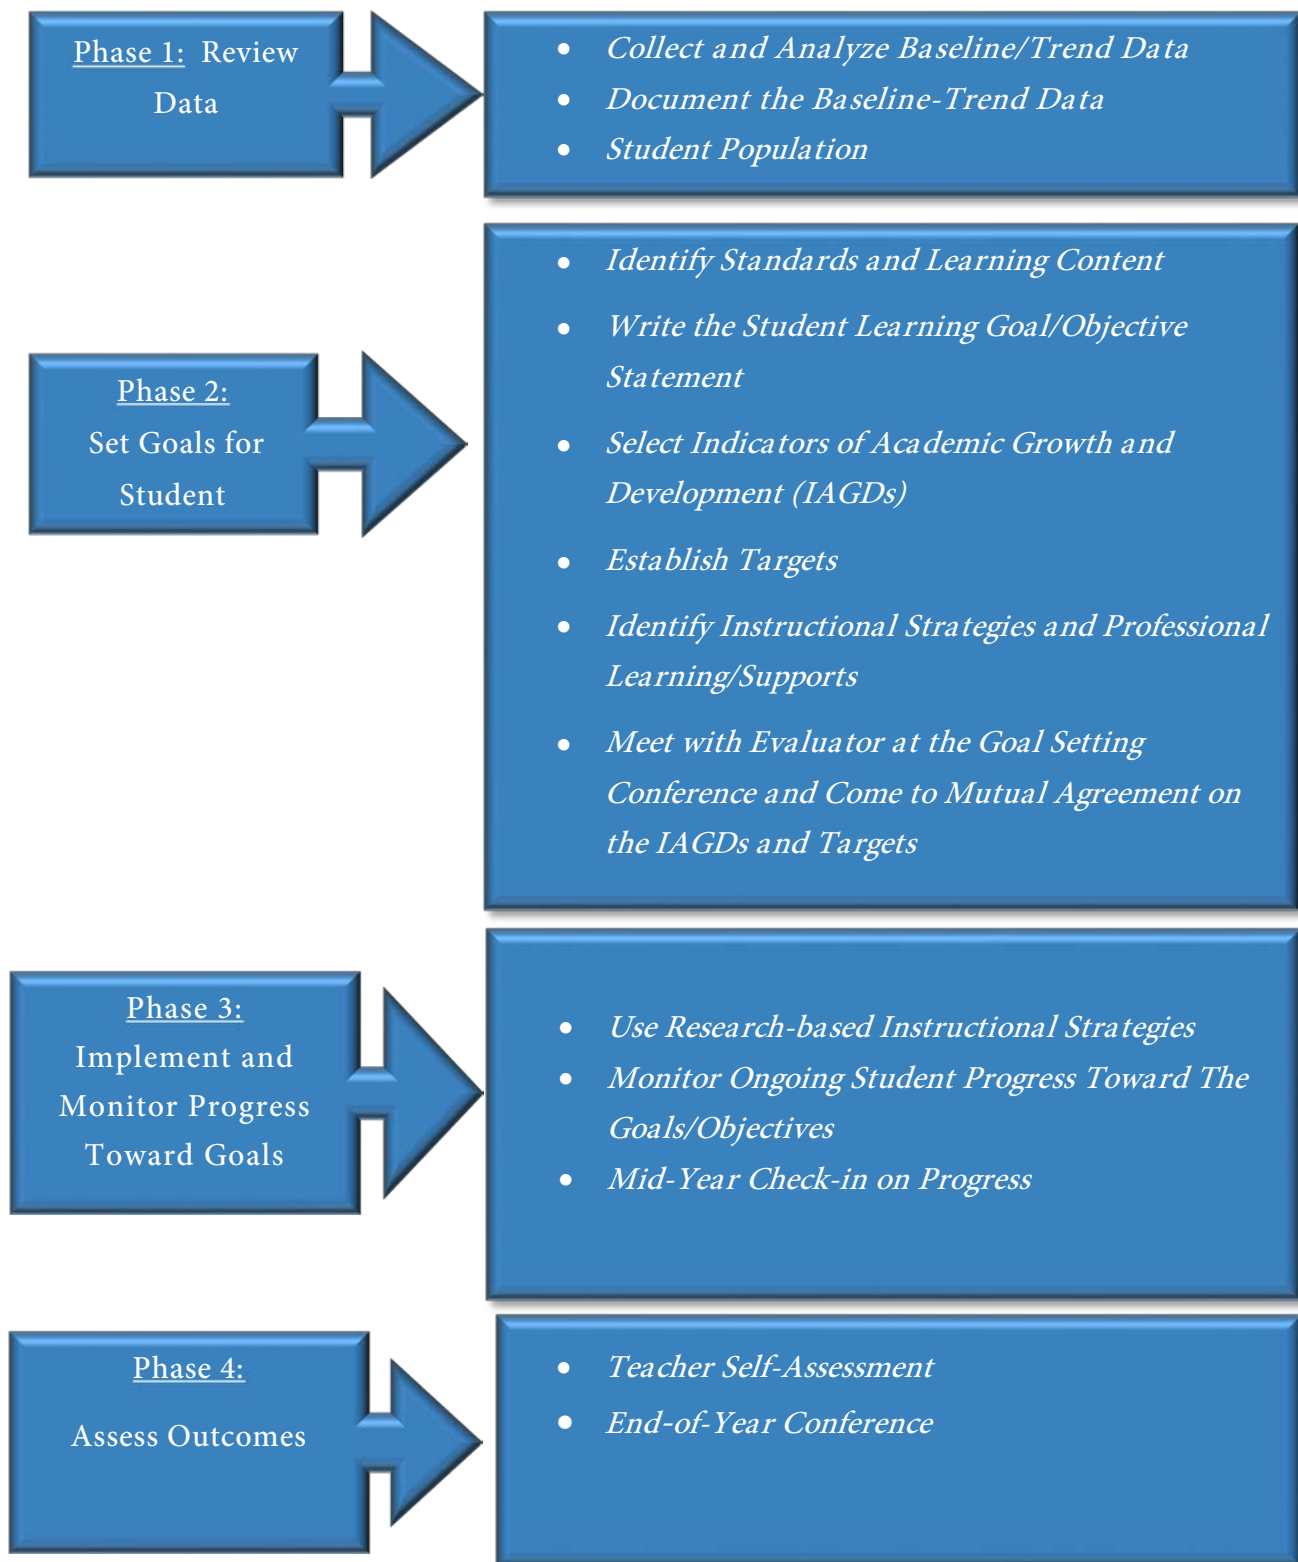 Phase 1: Review
Data
• Collect and Analyze Baseline/Trend Data
• Document the Baseline-Trend Data
• Student Population
Phase 2:
Set Goals for
Student
• Identify Standards and Learning Content
• Write the Student Learning Goal/Objective
Statement
• Select Indicators of Academic Growth and
Development (IAGDs)
• Establish Targets
• Identify Instructional Strategies and Professional
Learning/Supports
• Meet with Evaluator at the Goal Setting
Conference and Come to Mutual Agreement on
the IAGDs and Targets
Phase 3:
Implement and
Monitor Progress
Toward Goals
• Use Research-based Instructional Strategies
• Monitor Ongoing Student Progress Toward The
Goals/Objectives
• Mid-Year Check-in on Progress
Phase 4:
Assess Outcomes
• Teacher Self-Assessment
• End-of-Year Conference